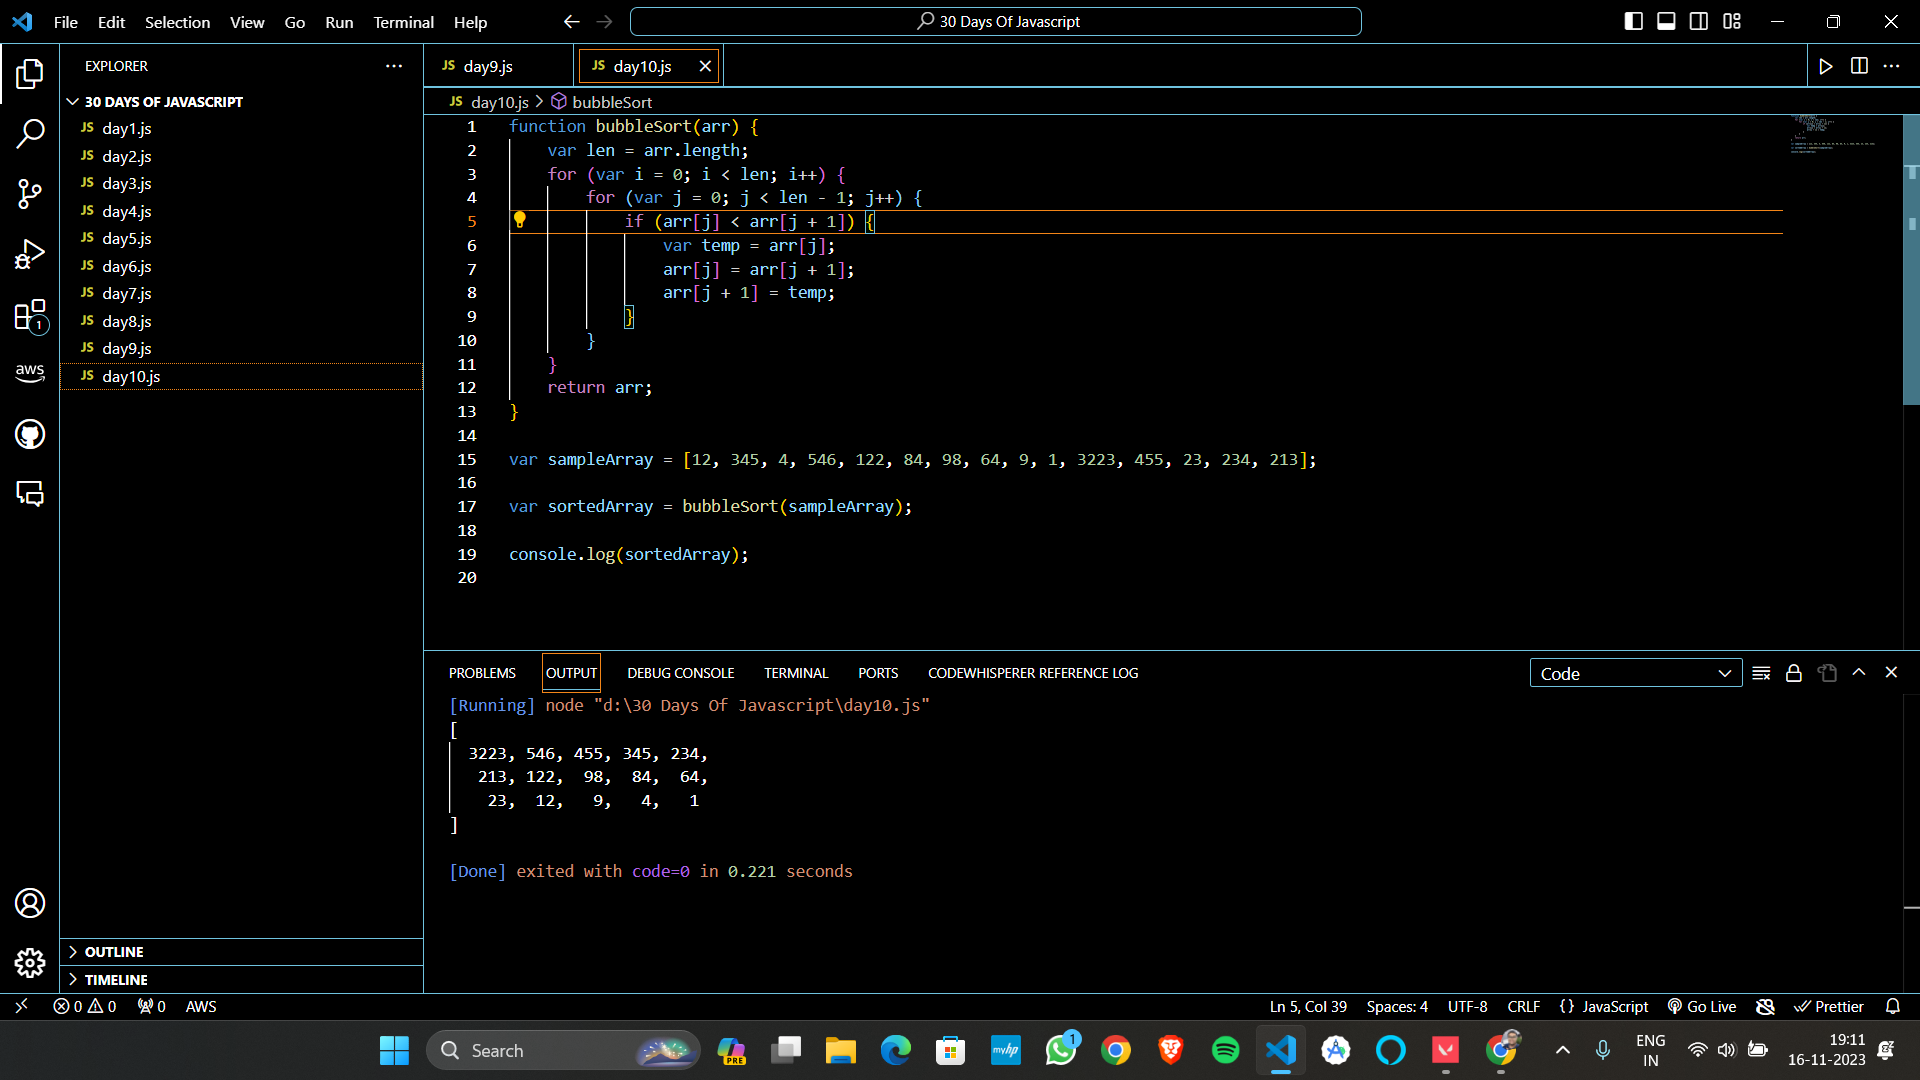 File Edit Selection View Go Run Terminal Help
30 Days Of Javascript
EXPLORER
30 DAYS OF JAVASCRIPT
JS day1.js
JS day2.js
JS day3.js
JS day4.js
JS day5.js
JS day6.js
JS day7.js
JS day8.js
JS day9.js
JS day10.js
1
aws
OUTLINE
TIMELINE
JS day9.js
JS day10.js
JS day10.js > bubbleSort
1 function bubbleSort(arr) {
2 var len = arr.length;
3 for (var i = 0; i < len; i++) {
4 for (var j = 0; j < len - 1; j++) {
5 if (arr[j] < arr[j + 1]) {
6 var temp = arr[j];
7 arr[j] = arr[j + 1];
8 arr[j + 1] = temp;
9 }
10 }
11 }
12 return arr;
13 }
14
15 var sampleArray = [12, 345, 4, 546, 122, 84, 98, 64, 9, 1, 3223, 455, 23, 234, 213];
16
17 var sortedArray = bubbleSort(sampleArray);
18
19 console.log(sortedArray);
20
PROBLEMS OUTPUT DEBUG CONSOLE TERMINAL PORTS CODEWHISPERER REFERENCE LOG
Code
[Running] node "d:\30 Days Of Javascript\day10.js"
[
3223, 546, 455, 345, 234,
213, 122, 98, 84, 64,
23, 12, 9, 4, 1
]
[Done] exited with code=0 in 0.221 seconds
0 0 0 AWS
Ln 5, Col 39 Spaces: 4 UTF-8 CRLF {} JavaScript Go Live Prettier
Search
PRE
myhp
1
ENG
IN
19:11
16-11-2023